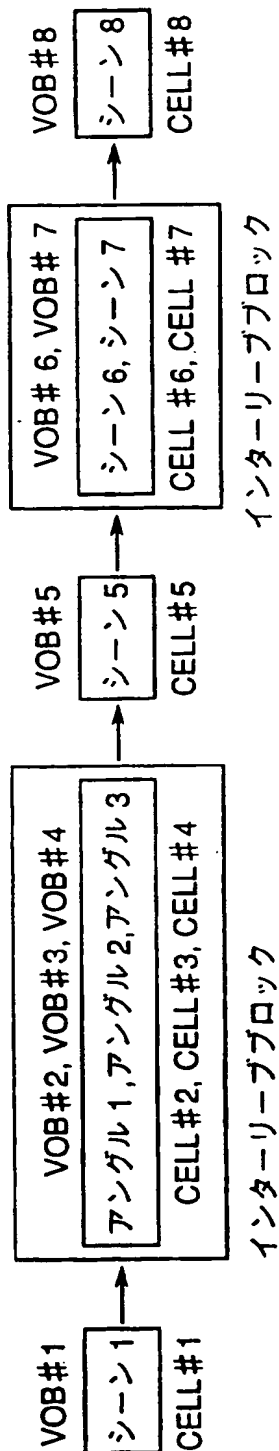 VOB#1
シーン1
CELL#1
VOB#2, VOB#3, VOB#4
アングル1,アングル2,アングル3
CELL#2, CELL#3, CELL#4
インターリーブブロック
VOB#5
シーン5
CELL#5
VOB# 6, VOB# 7
シーン6,シーン7
CELL #6, CELL #7
インターリーブブロック
VOB#8
シーン8
CELL#8